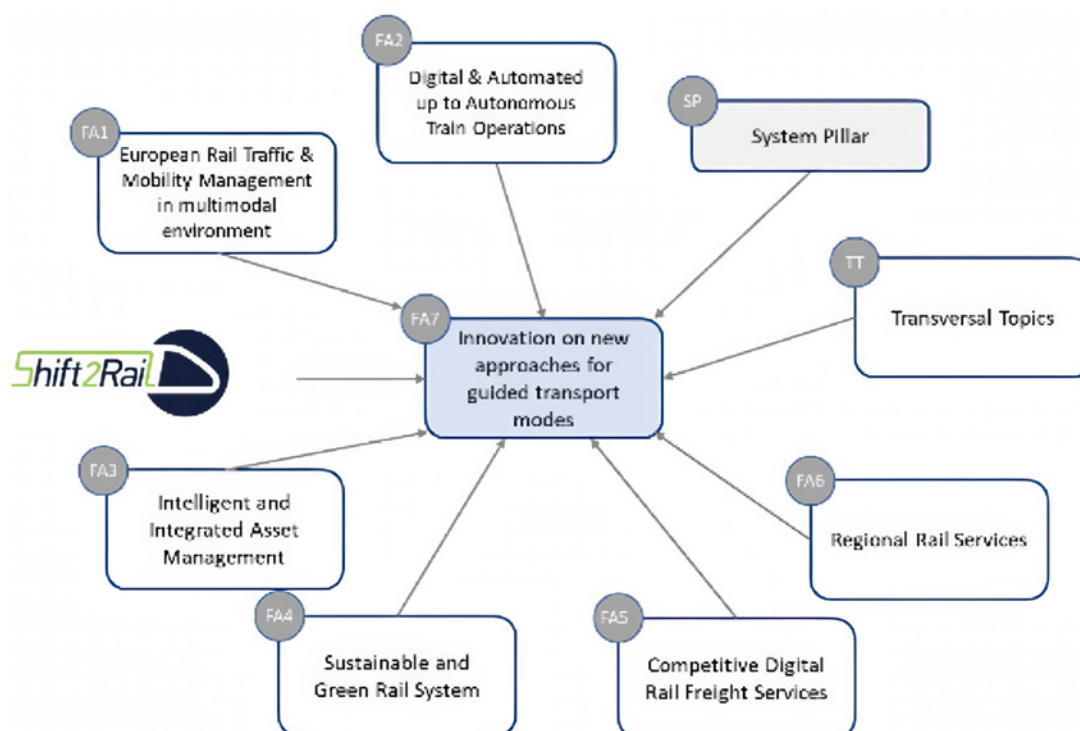 FA2
Digital & Automated
up to Autonomous
Train Operations
SP
System Pillar
FA1
European Rail Traffic &
Mobility Management
in multimodal
environment
TT
Transversal Topics
FA7
Innovation on new
approaches for
guided transport
modes
Shift2Rail
FA3
Intelligent and
Integrated Asset
Management
FA6
Regional Rail Services
FA4
Sustainable and
Green Rail System
FA5
Competitive Digital
Rail Freight Services